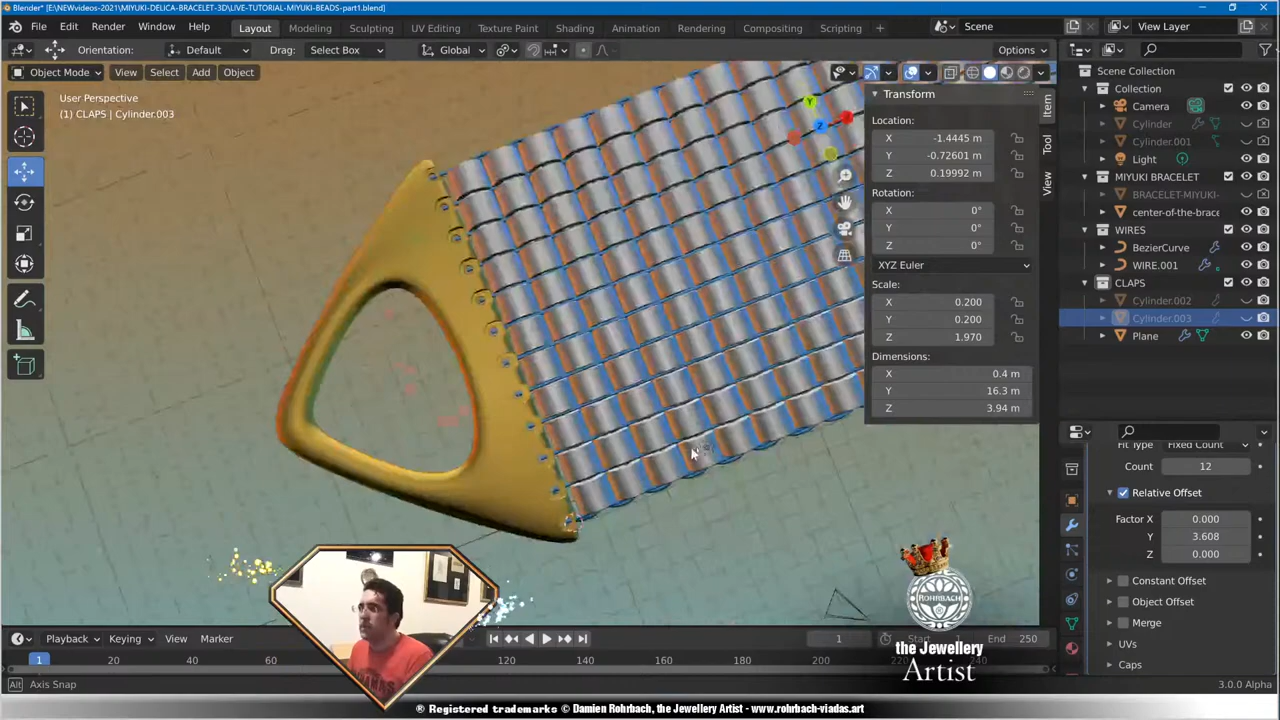 Blender* [E:\NEWvideos-2021\MIYUKI-DELICA-BRACELET-3D\LIVE-TUTORIAL-MIYUKI-BEADS-part1.blend]
File Edit Render Window Help Layout Modeling Sculpting UV Editing Texture Paint Shading Animation Rendering Compositing Scripting + Scene View Layer
Orientation: Default Drag: Select Box Global Options
Object Mode View Select Add Object
User Perspective
(1) CLAPS | Cylinder.003
Transform
Location:
X -1.4445 m
Y -0.72601 m
Z 0.19992 m
Rotation:
X 0°
Y 0°
Z 0°
XYZ Euler
Scale:
X 0.200
Y 0.200
Z 1.970
Dimensions:
X 0.4 m
Y 16.3 m
Z 3.94 m
Item
Tool
View
Y
X
Z
Scene Collection
Collection
Camera
Cylinder
Cylinder.001
Light
MIYUKI BRACELET
BRACELET-MIYUKI-
center-of-the-brace
WIRES
BezierCurve
WIRE.001
CLAPS
Cylinder.002
Cylinder.003
Plane
Fit Type Fixed Count
Count 12
Relative Offset
Factor X 0.000
Y 3.608
Z 0.000
Constant Offset
Object Offset
Merge
UVs
Caps
ROHRBACH
the Jewellery
Artist
Playback Keying View Marker 1 Start 1 End 250
1 20 40 60 120 140 160 180 200 220 240
Alt Axis Snap 3.0.0 Alpha
® Registered trademarks © Damien Rohrbach, the Jewellery Artist - www.rohrbach-viadas.art